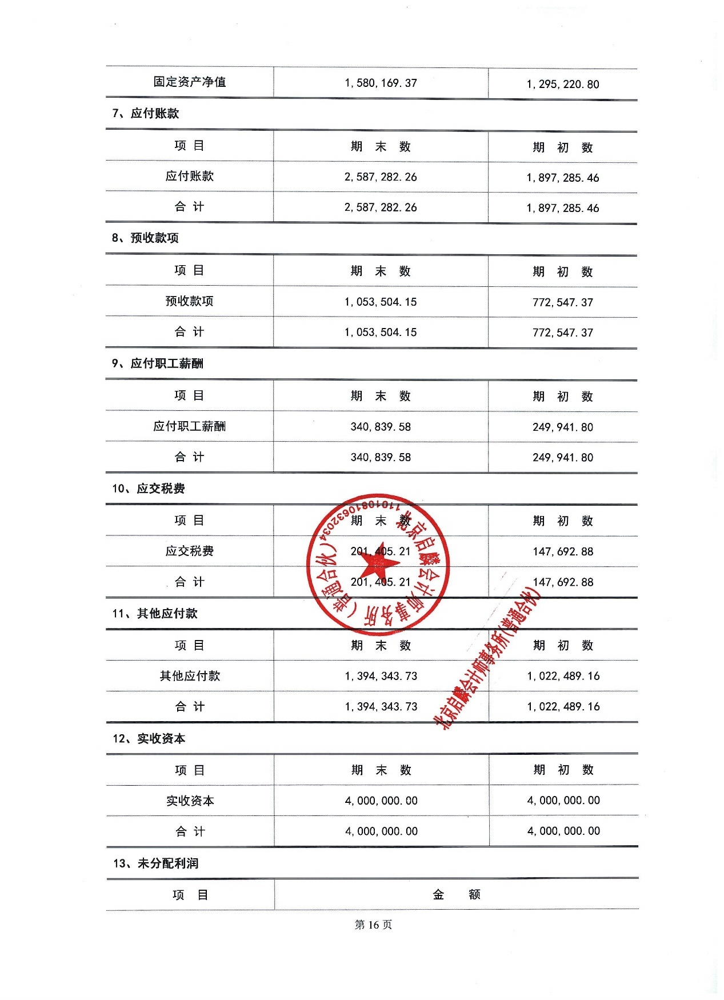 固定资产净值 1,580,169.37 1,295,220.80
7、应付账款
项 目 期 末 数 期 初 数
应付账款 2,587,282.26 1,897,285.46
合 计 2,587,282.26 1,897,285.46
8、预收款项
项 目 期 末 数 期 初 数
预收款项 1,053,504.15 772,547.37
合 计 1,053,504.15 772,547.37
9、应付职工薪酬
项 目 期 末 数 期 初 数
应付职工薪酬 340,839.58 249,941.80
合 计 340,839.58 249,941.80
10、应交税费
项 目 期 末 数 期 初 数
应交税费 201,405.21 147,692.88
合 计 201,405.21 147,692.88
北京启麟会计师事务所（普通合伙）
1101081063203​4
11、其他应付款
项 目 期 末 数 期 初 数
其他应付款 1,394,343.73 1,022,489.16
合 计 1,394,343.73 1,022,489.16
北京启麟会计师事务所(普通合伙)
12、实收资本
项 目 期 末 数 期 初 数
实收资本 4,000,000.00 4,000,000.00
合 计 4,000,000.00 4,000,000.00
13、未分配利润
项 目 金 额
第 16 页